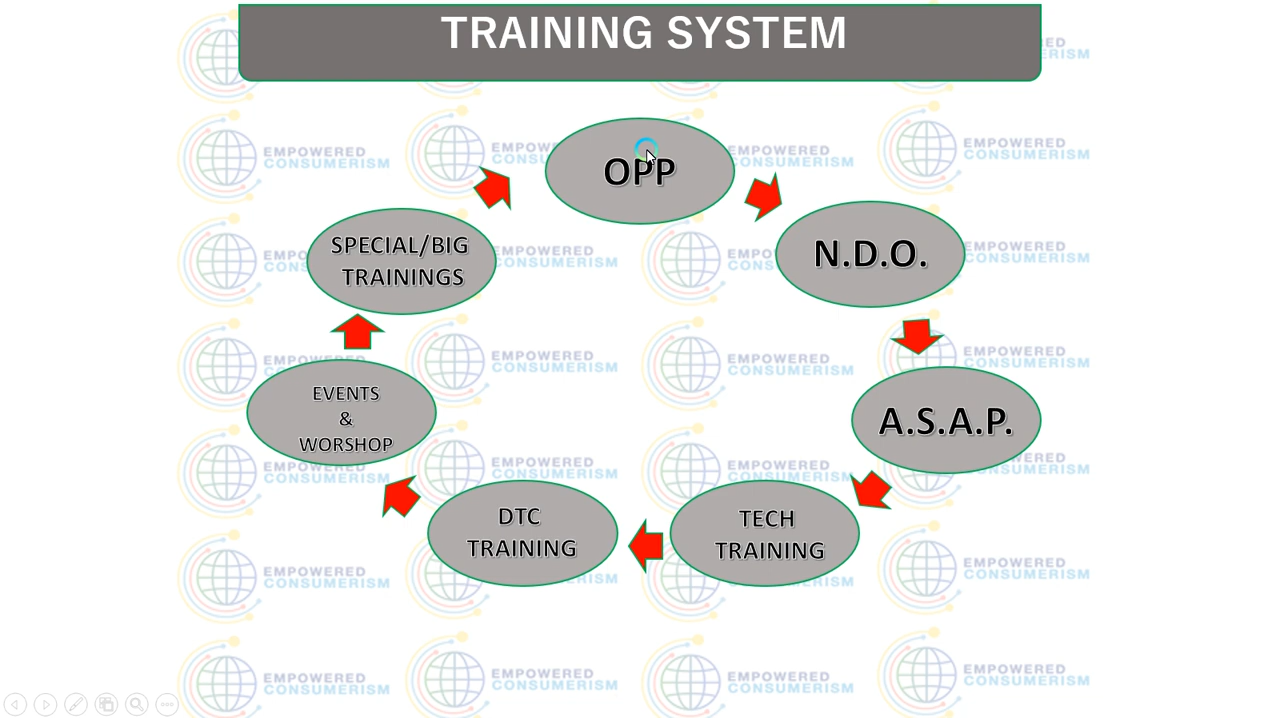 TRAINING SYSTEM
OPP
N.D.O.
A.S.A.P.
TECH
TRAINING
DTC
TRAINING
EVENTS
&
WORSHOP
SPECIAL/BIG
TRAININGS
EMPOWERED
CONSUMERISM